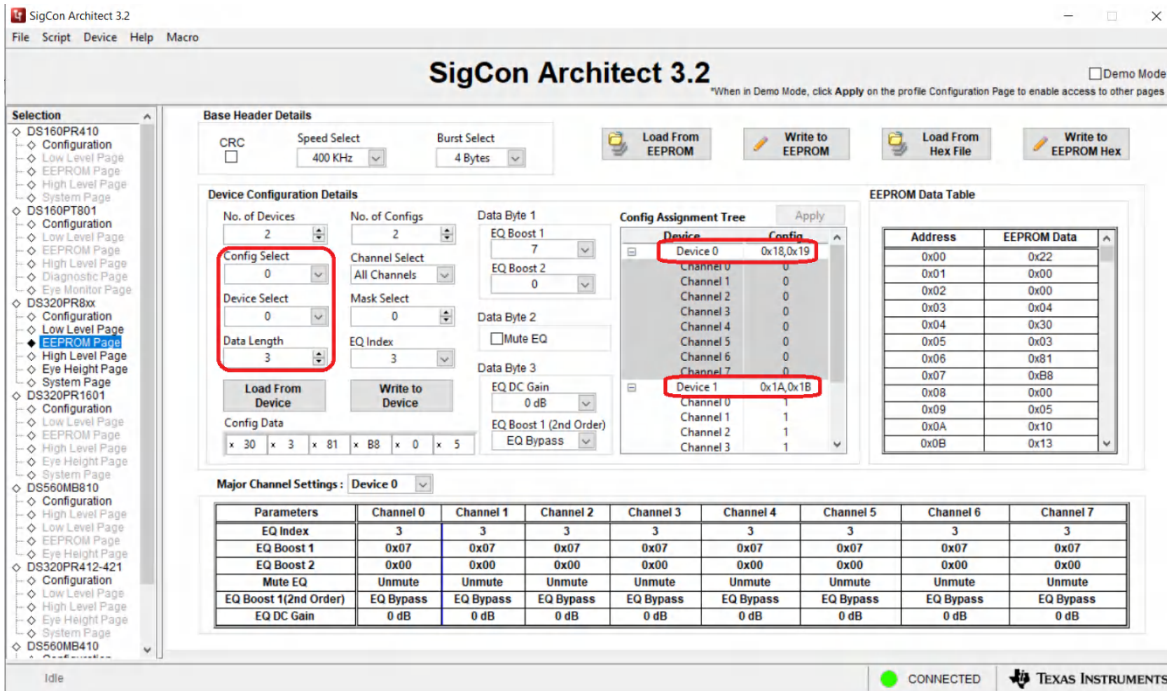 SigCon Architect 3.2
File Script Device Help Macro
SigCon Architect 3.2
Demo Mode
*When in Demo Mode, click Apply on the profile Configuration Page to enable access to other pages
Selection
DS160PR410
Configuration
Low Level Page
EEPROM Page
High Level Page
System Page
DS160PT801
Configuration
Low Level Page
EEPROM Page
High Level Page
Diagnostic Page
Eye Monitor Page
DS320PR8xx
Configuration
Low Level Page
EEPROM Page
High Level Page
Eye Height Page
System Page
DS320PR1601
Configuration
Low Level Page
EEPROM Page
High Level Page
Eye Height Page
System Page
DS560MB810
Configuration
High Level Page
Low Level Page
EEPROM Page
Eye Height Page
DS320PR412-421
Configuration
Low Level Page
High Level Page
Eye Height Page
System Page
DS560MB410
Base Header Details
CRC
Speed Select
400 KHz
Burst Select
4 Bytes
Load From
EEPROM
Write to
EEPROM
Load From
Hex File
Write to
EEPROM Hex
Device Configuration Details
No. of Devices
2
No. of Configs
2
Config Select
0
Channel Select
All Channels
Device Select
0
Mask Select
0
Data Length
3
EQ Index
3
Load From
Device
Write to
Device
Config Data
x 30 x 3 x 81 x B8 x 0 x 5
Data Byte 1
EQ Boost 1
7
EQ Boost 2
0
Data Byte 2
Mute EQ
Data Byte 3
EQ DC Gain
0 dB
EQ Boost 1 (2nd Order)
EQ Bypass
Config Assignment Tree
Apply
Device Config
Device 0 0x18,0x19
Channel 0 0
Channel 1 0
Channel 2 0
Channel 3 0
Channel 4 0
Channel 5 0
Channel 6 0
Channel 7 0
Device 1 0x1A,0x1B
Channel 0 1
Channel 1 1
Channel 2 1
Channel 3 1
EEPROM Data Table
Address EEPROM Data
0x00 0x22
0x01 0x00
0x02 0x00
0x03 0x04
0x04 0x30
0x05 0x03
0x06 0x81
0x07 0xB8
0x08 0x00
0x09 0x05
0x0A 0x10
0x0B 0x13
Major Channel Settings : Device 0
Parameters Channel 0 Channel 1 Channel 2 Channel 3 Channel 4 Channel 5 Channel 6 Channel 7
EQ Index 3 3 3 3 3 3 3 3
EQ Boost 1 0x07 0x07 0x07 0x07 0x07 0x07 0x07 0x07
EQ Boost 2 0x00 0x00 0x00 0x00 0x00 0x00 0x00 0x00
Mute EQ Unmute Unmute Unmute Unmute Unmute Unmute Unmute Unmute
EQ Boost 1(2nd Order) EQ Bypass EQ Bypass EQ Bypass EQ Bypass EQ Bypass EQ Bypass EQ Bypass EQ Bypass
EQ DC Gain 0 dB 0 dB 0 dB 0 dB 0 dB 0 dB 0 dB 0 dB
Idle
CONNECTED
TEXAS INSTRUMENTS